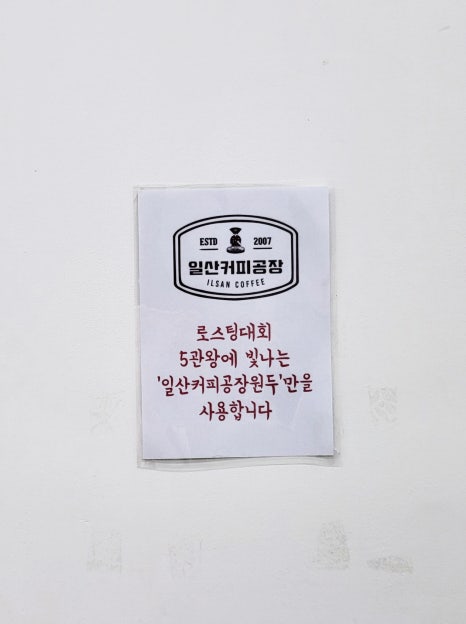 ESTD 2007
일산커피공장
ILSAN COFFEE
로스팅대회
5관왕에 빛나는
'일산커피공장원두'만을
사용합니다